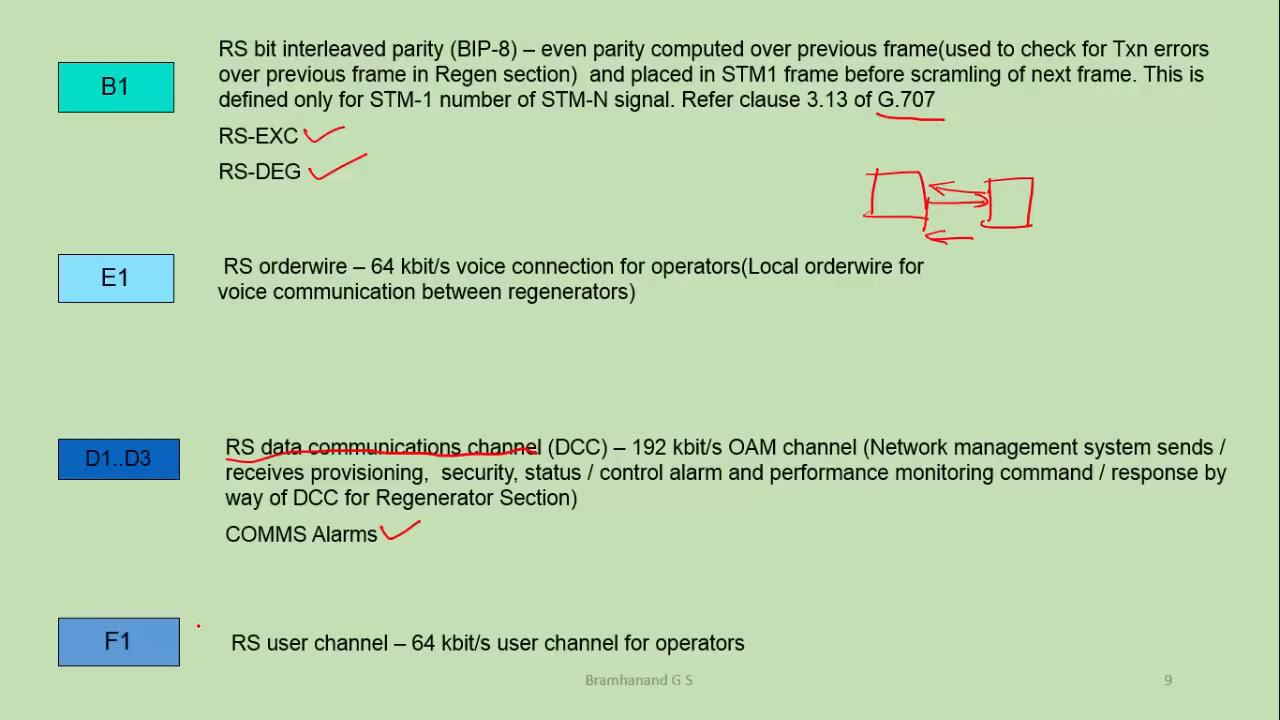 B1
RS bit interleaved parity (BIP-8) – even parity computed over previous frame(used to check for Txn errors
over previous frame in Regen section)  and placed in STM1 frame before scramling of next frame. This is
defined only for STM-1 number of STM-N signal. Refer clause 3.13 of G.707
RS-EXC
RS-DEG
E1
RS orderwire – 64 kbit/s voice connection for operators(Local orderwire for
voice communication between regenerators)
D1..D3
RS data communications channel (DCC) – 192 kbit/s OAM channel (Network management system sends /
receives provisioning,  security, status / control alarm and performance monitoring command / response by
way of DCC for Regenerator Section)
COMMS Alarms
F1
RS user channel – 64 kbit/s user channel for operators
Bramhanand G S
9